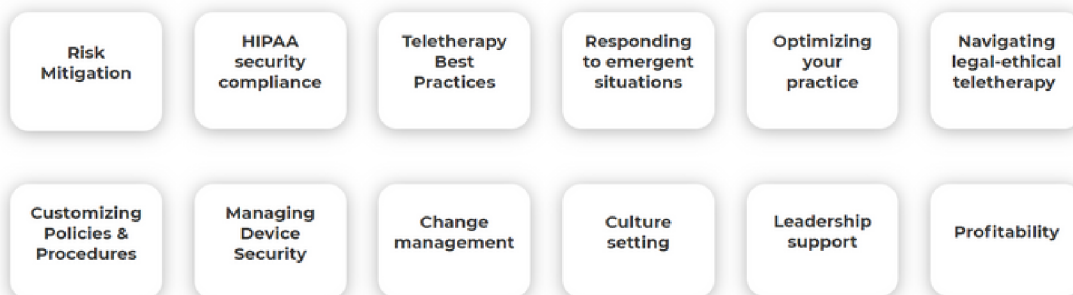 Risk
Mitigation
HIPAA
security
compliance
Teletherapy
Best
Practices
Responding
to emergent
situations
Optimizing
your
practice
Navigating
legal-ethical
teletherapy
Customizing
Policies &
Procedures
Managing
Device
Security
Change
management
Culture
setting
Leadership
support
Profitability